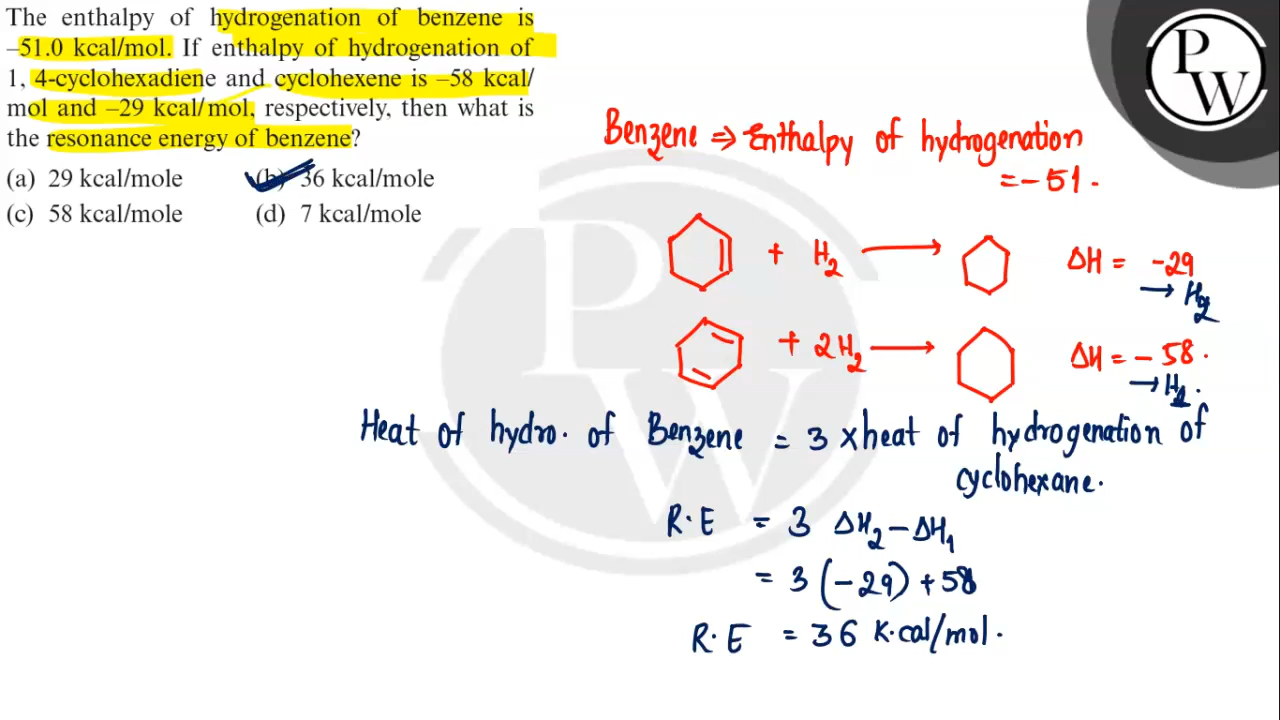 The enthalpy of hydrogenation of benzene is
–51.0 kcal/mol. If enthalpy of hydrogenation of
1, 4-cyclohexadiene and cyclohexene is –58 kcal/
mol and –29 kcal/mol, respectively, then what is
the resonance energy of benzene?
(a) 29 kcal/mole (b) 36 kcal/mole
(c) 58 kcal/mole (d) 7 kcal/mole
P
W
Benzene ⇒ Enthalpy of hydrogenation
= -51.
+ H₂ → ΔH = -29
→ H₂
+ 2H₂ → ΔH = -58.
→ H₂.
Heat of hydro. of Benzene = 3 × heat of hydrogenation of
cyclohexane.
R.E = 3 ΔH₂ - ΔH₁
= 3 (-29) + 58
R.E = 36 K.cal/mol.
P
W